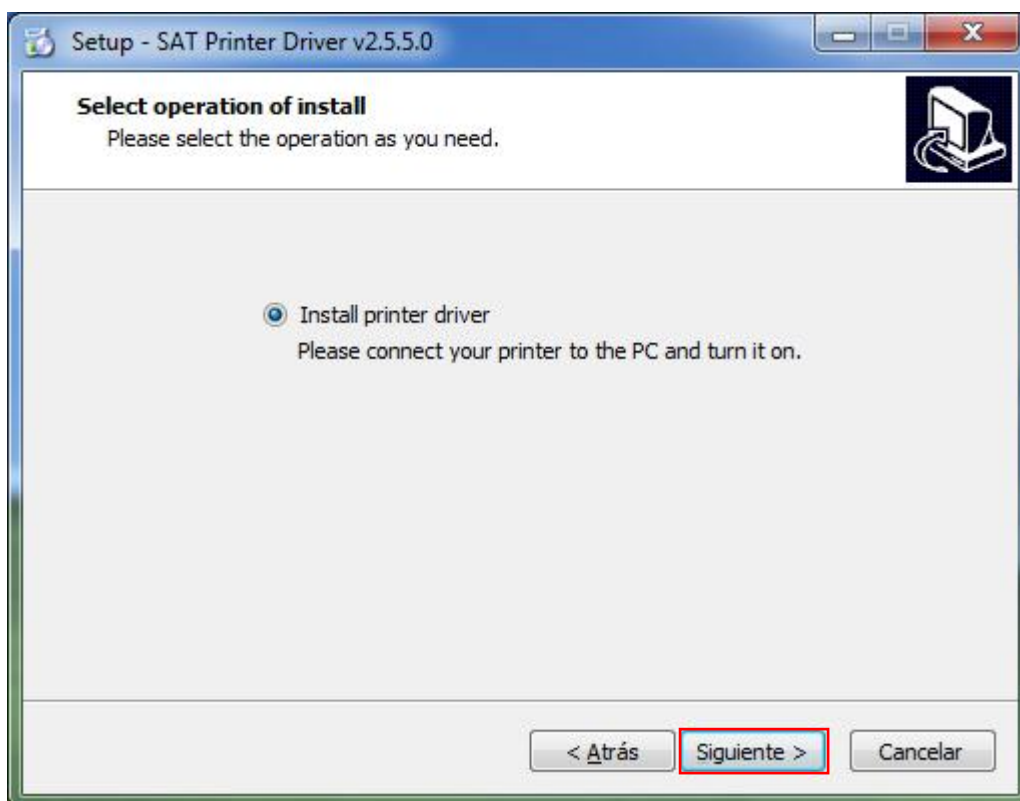 Setup - SAT Printer Driver v2.5.5.0
Select operation of install
Please select the operation as you need.
Install printer driver
Please connect your printer to the PC and turn it on.
< Atrás
Siguiente >
Cancelar